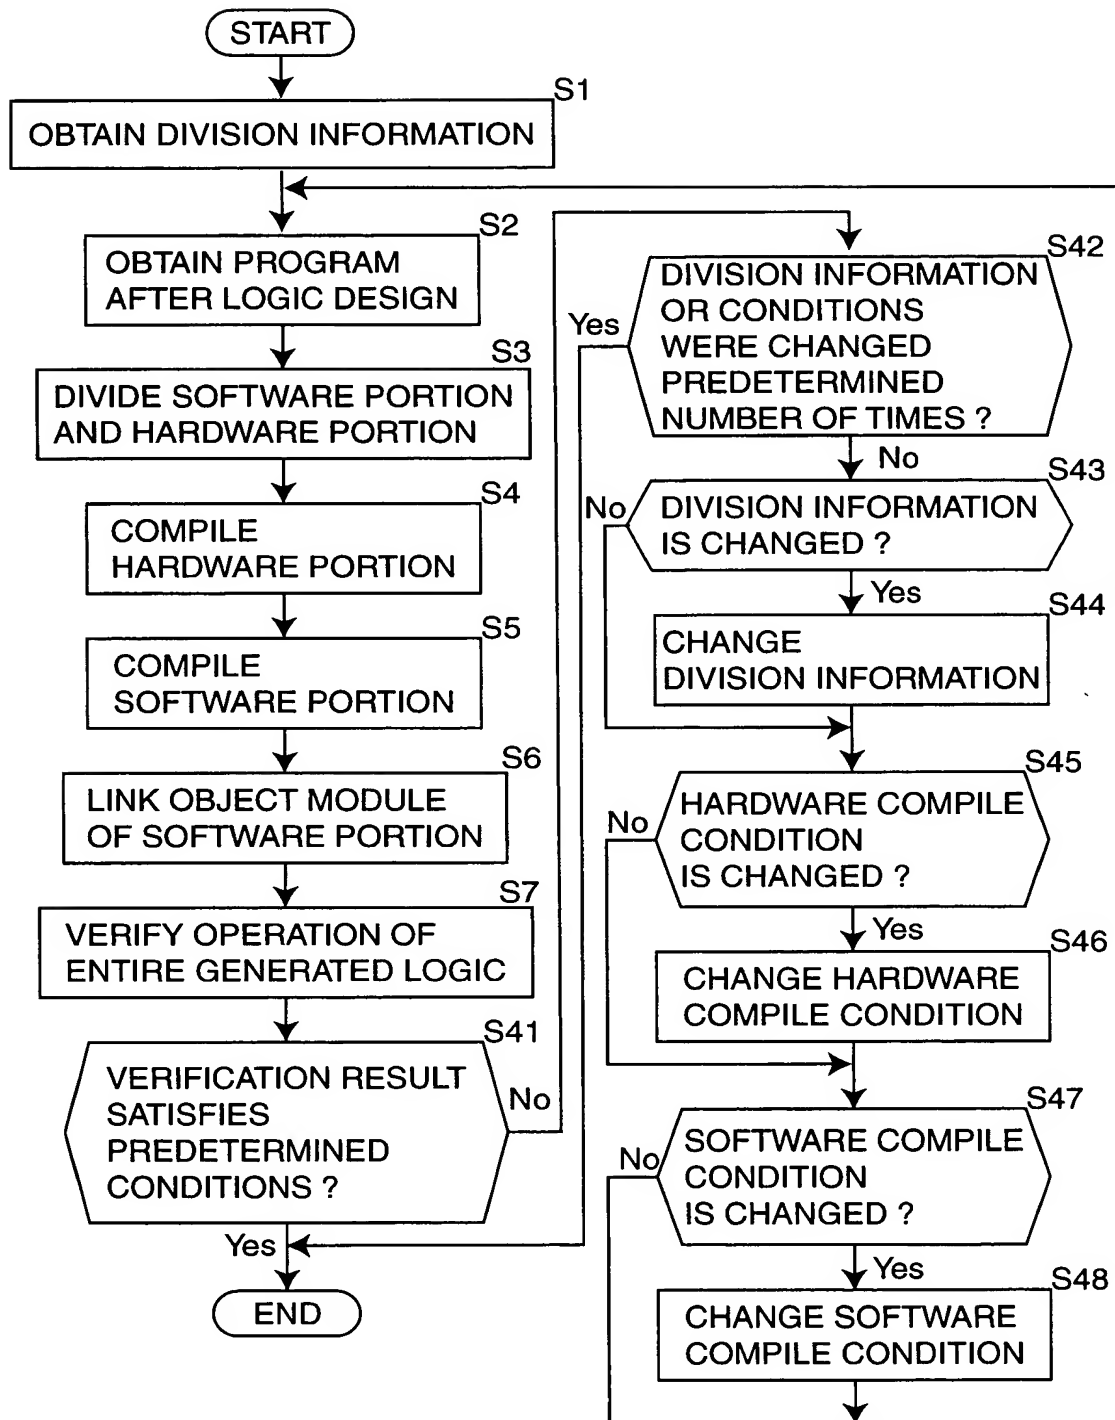 START
S1
OBTAIN DIVISION INFORMATION
S2
OBTAIN PROGRAM
AFTER LOGIC DESIGN
S3
DIVIDE SOFTWARE PORTION
AND HARDWARE PORTION
S4
COMPILE
HARDWARE PORTION
S5
COMPILE
SOFTWARE PORTION
S6
LINK OBJECT MODULE
OF SOFTWARE PORTION
S7
VERIFY OPERATION OF
ENTIRE GENERATED LOGIC
S41
VERIFICATION RESULT
SATISFIES
PREDETERMINED
CONDITIONS ?
No
Yes
END
S42
DIVISION INFORMATION
OR CONDITIONS
WERE CHANGED
PREDETERMINED
NUMBER OF TIMES ?
Yes
No
S43
DIVISION INFORMATION
IS CHANGED ?
No
Yes
S44
CHANGE
DIVISION INFORMATION
S45
HARDWARE COMPILE
CONDITION
IS CHANGED ?
No
Yes
S46
CHANGE HARDWARE
COMPILE CONDITION
S47
SOFTWARE COMPILE
CONDITION
IS CHANGED ?
No
Yes
S48
CHANGE SOFTWARE
COMPILE CONDITION